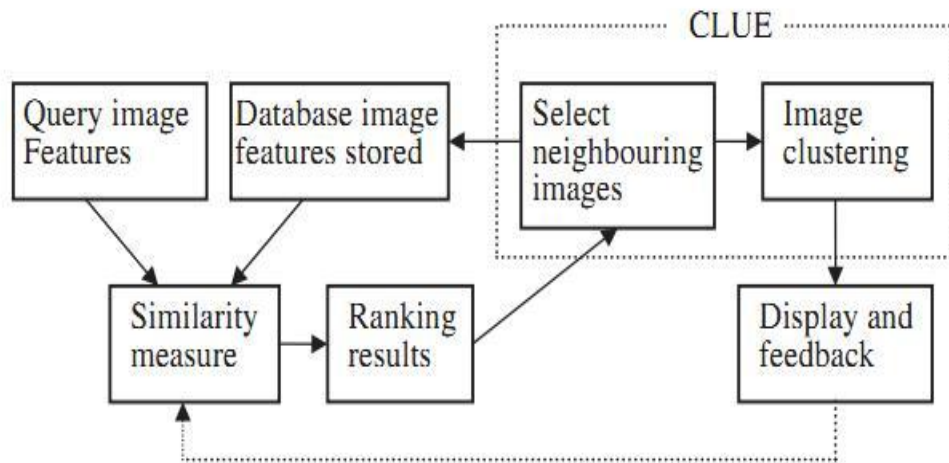 CLUE
Query image
Features
Database image
features stored
Select
neighbouring
images
Image
clustering
Similarity
measure
Ranking
results
Display and
feedback